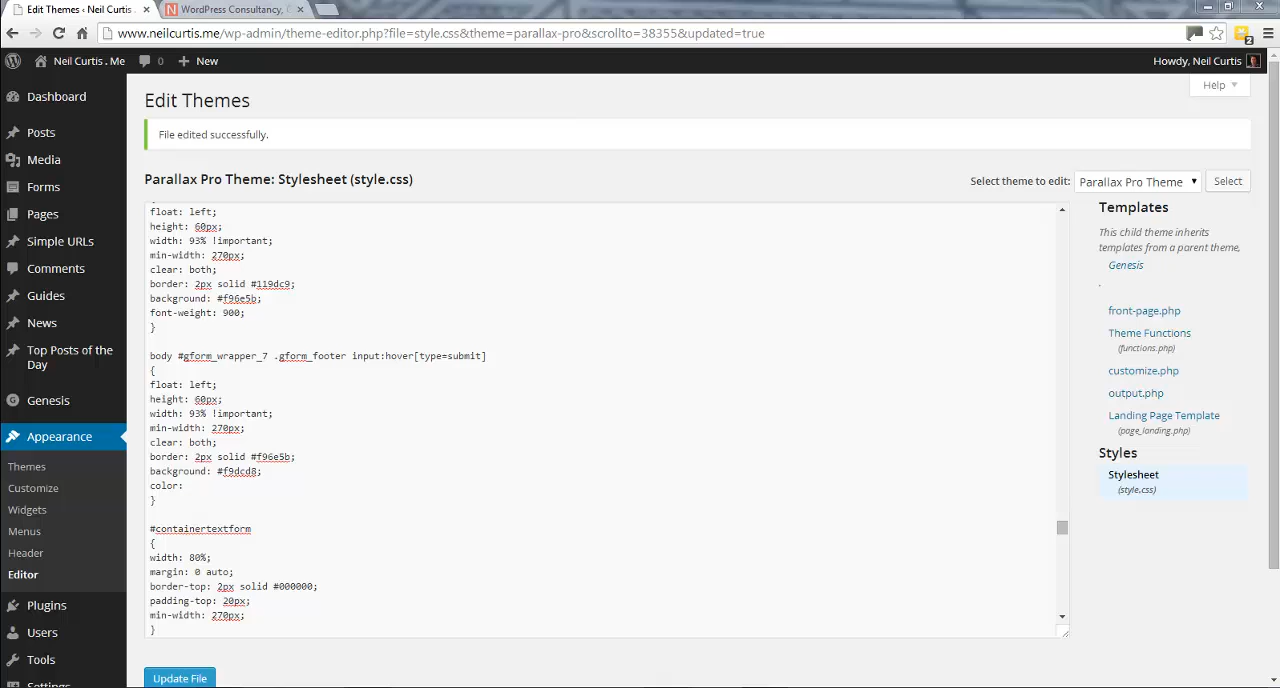 Edit Themes ‹ Neil Curtis . ×
WordPress Consultancy, D ×
www.neilcurtis.me/wp-admin/theme-editor.php?file=style.css&theme=parallax-pro&scrollto=38355&updated=true
2
Neil Curtis . Me
0
+ New
Howdy, Neil Curtis
Help ▼
Dashboard
Posts
Media
Forms
Pages
Simple URLs
Comments
Guides
News
Top Posts of the
Day
Genesis
Appearance
Themes
Customize
Widgets
Menus
Header
Editor
Plugins
Users
Tools
Settings
Edit Themes
File edited successfully.
Parallax Pro Theme: Stylesheet (style.css)
Select theme to edit: Parallax Pro Theme ▼ Select
float: left;
height: 60px;
width: 93% !important;
min-width: 270px;
clear: both;
border: 2px solid #119dc9;
background: #f96e5b;
font-weight: 900;
}
body #gform_wrapper_7 .gform_footer input:hover[type=submit]
{
float: left;
height: 60px;
width: 93% !important;
min-width: 270px;
clear: both;
border: 2px solid #f96e5b;
background: #f9dcd8;
color:
}
#containertextform
{
width: 80%;
margin: 0 auto;
border-top: 2px solid #000000;
padding-top: 20px;
min-width: 270px;
}
Update File
Templates
This child theme inherits
templates from a parent theme,
Genesis
.
front-page.php
Theme Functions
(functions.php)
customize.php
output.php
Landing Page Template
(page_landing.php)
Styles
Stylesheet
(style.css)